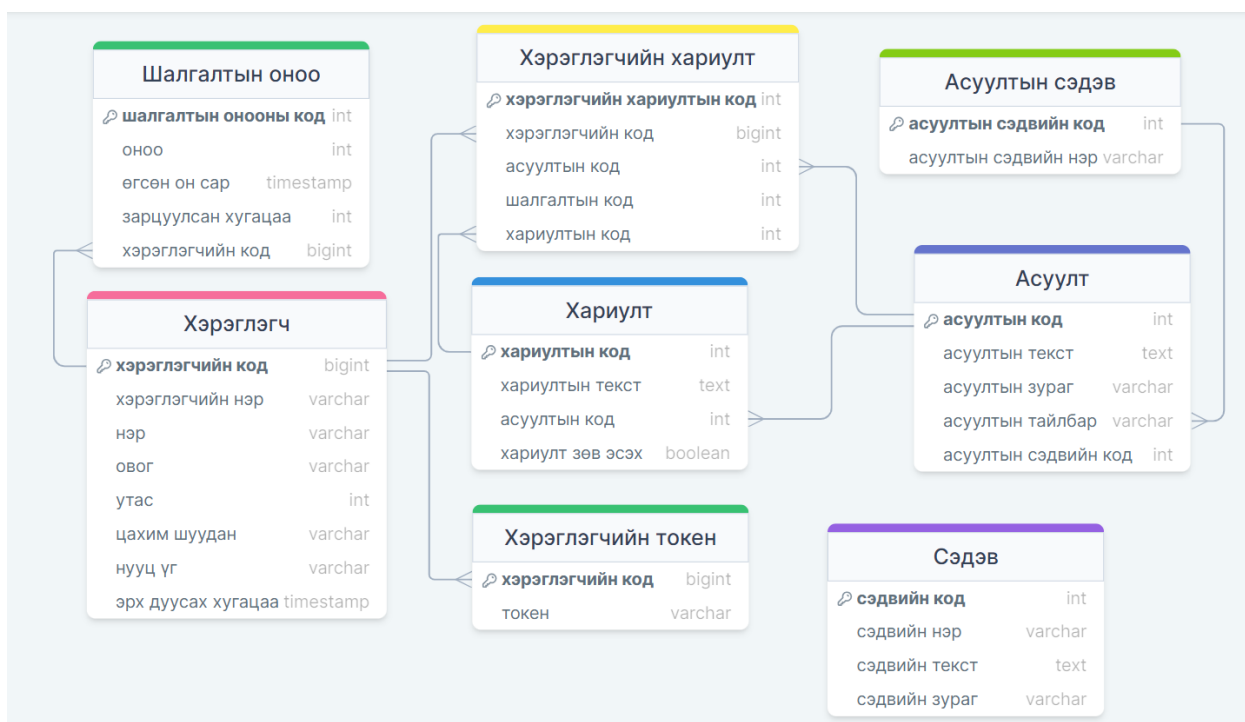 Шалгалтын оноо
шалгалтын онооны код int
оноо int
өгсөн он сар timestamp
зарцуулсан хугацаа int
хэрэглэгчийн код bigint
Хэрэглэгчийн хариулт
хэрэглэгчийн хариултын код int
хэрэглэгчийн код bigint
асуултын код int
шалгалтын код int
хариултын код int
Асуултын сэдэв
асуултын сэдвийн код int
асуултын сэдвийн нэр varchar
Хэрэглэгч
хэрэглэгчийн код bigint
хэрэглэгчийн нэр varchar
нэр varchar
овог varchar
утас int
цахим шуудан varchar
нууц үг varchar
эрх дуусах хугацаа timestamp
Хариулт
хариултын код int
хариултын текст text
асуултын код int
хариулт зөв эсэх boolean
Асуулт
асуултын код int
асуултын текст text
асуултын зураг varchar
асуултын тайлбар varchar
асуултын сэдвийн код int
Хэрэглэгчийн токен
хэрэглэгчийн код bigint
токен varchar
Сэдэв
сэдвийн код int
сэдвийн нэр varchar
сэдвийн текст text
сэдвийн зураг varchar